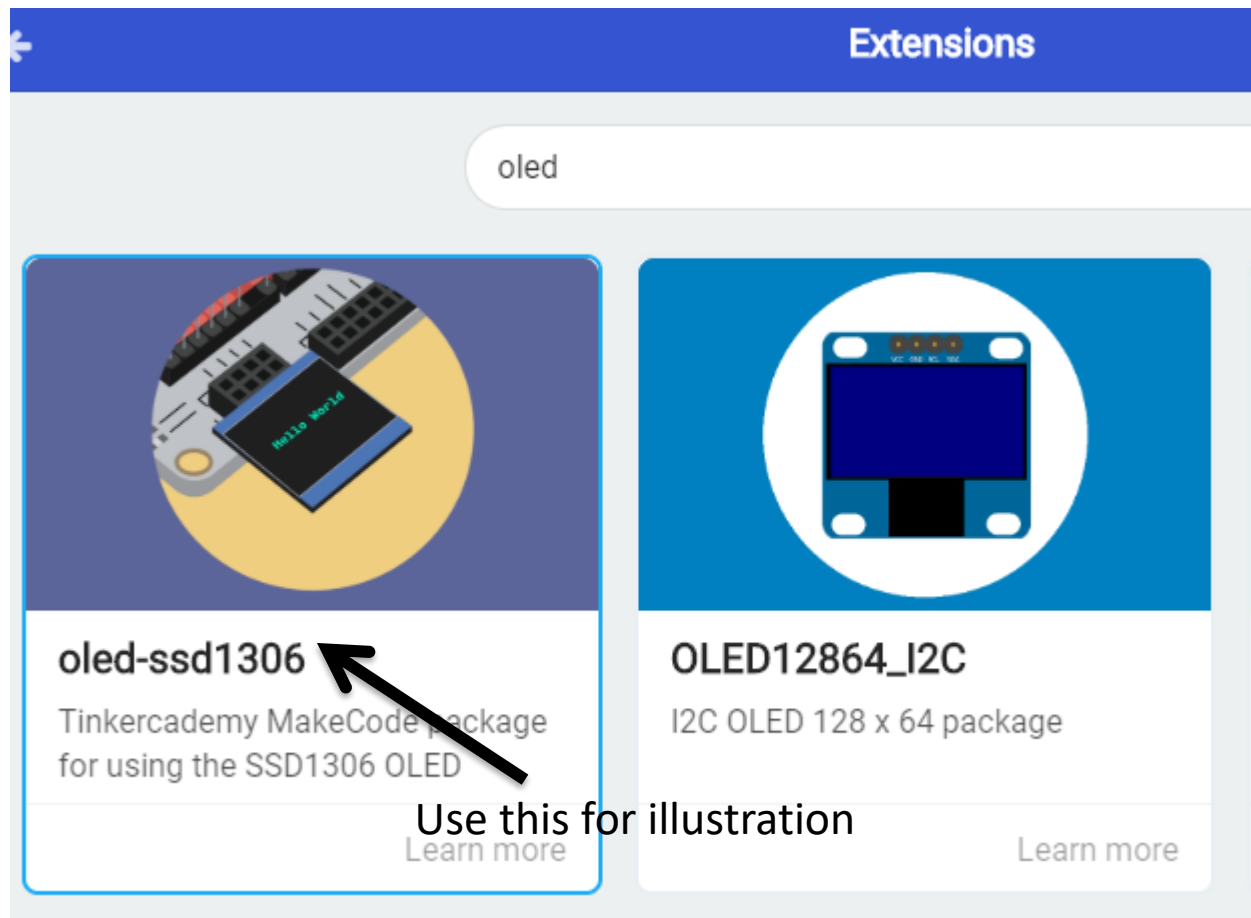 Extensions
oled
Hello World
VCC GND SCL SDA
oled-ssd1306
OLED12864_I2C
Tinkercademy MakeCode package
for using the SSD1306 OLED
I2C OLED 128 x 64 package
Use this for illustration
Learn more
Learn more